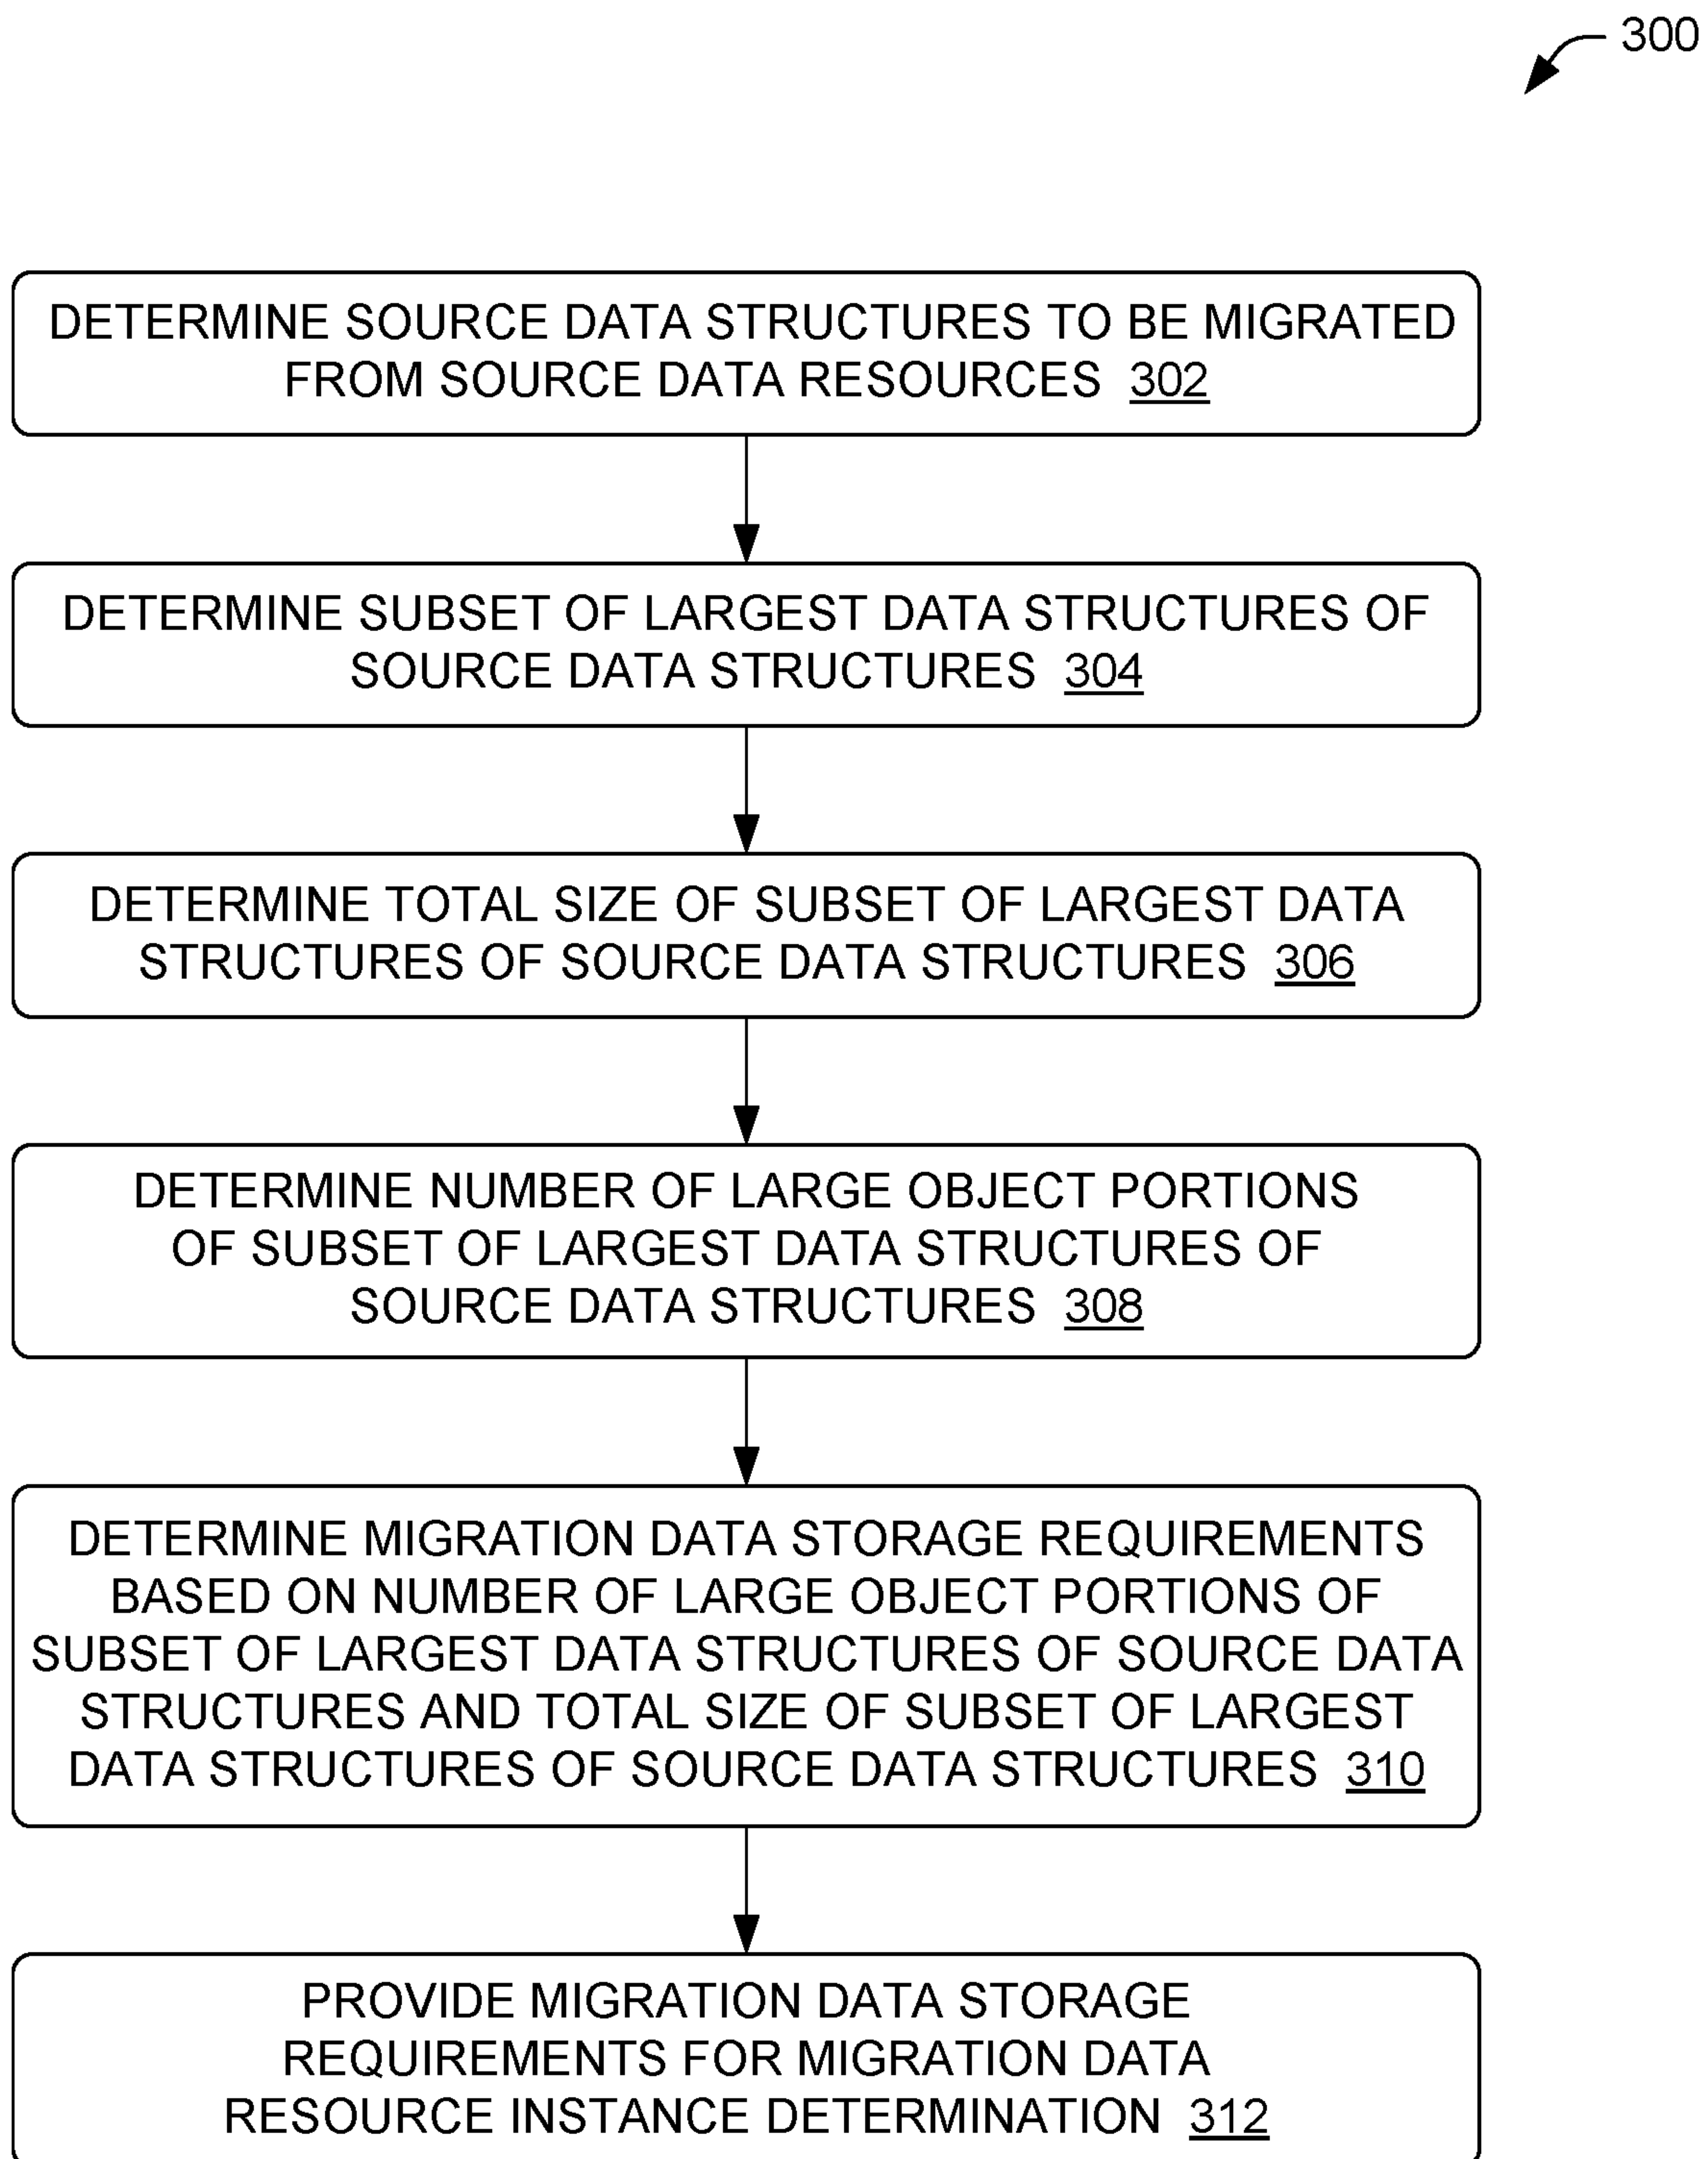 300
DETERMINE SOURCE DATA STRUCTURES TO BE MIGRATED
FROM SOURCE DATA RESOURCES 302
DETERMINE SUBSET OF LARGEST DATA STRUCTURES OF
SOURCE DATA STRUCTURES 304
DETERMINE TOTAL SIZE OF SUBSET OF LARGEST DATA
STRUCTURES OF SOURCE DATA STRUCTURES 306
DETERMINE NUMBER OF LARGE OBJECT PORTIONS
OF SUBSET OF LARGEST DATA STRUCTURES OF
SOURCE DATA STRUCTURES 308
DETERMINE MIGRATION DATA STORAGE REQUIREMENTS
BASED ON NUMBER OF LARGE OBJECT PORTIONS OF
SUBSET OF LARGEST DATA STRUCTURES OF SOURCE DATA
STRUCTURES AND TOTAL SIZE OF SUBSET OF LARGEST
DATA STRUCTURES OF SOURCE DATA STRUCTURES 310
PROVIDE MIGRATION DATA STORAGE
REQUIREMENTS FOR MIGRATION DATA
RESOURCE INSTANCE DETERMINATION 312